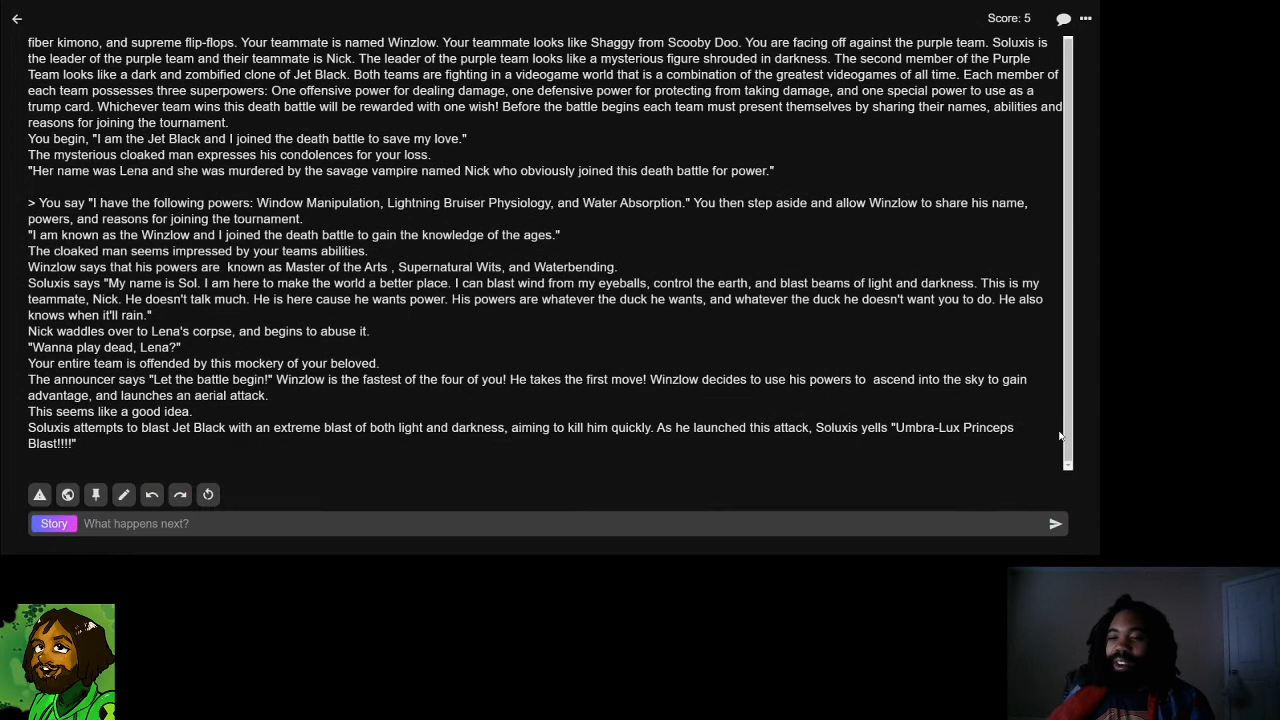 Score: 5
fiber kimono, and supreme flip-flops. Your teammate is named Winzlow. Your teammate looks like Shaggy from Scooby Doo. You are facing off against the purple team. Soluxis is
the leader of the purple team and their teammate is Nick. The leader of the purple team looks like a mysterious figure shrouded in darkness. The second member of the Purple
Team looks like a dark and zombified clone of Jet Black. Both teams are fighting in a videogame world that is a combination of the greatest videogames of all time. Each member of
each team possesses three superpowers: One offensive power for dealing damage, one defensive power for protecting from taking damage, and one special power to use as a
trump card. Whichever team wins this death battle will be rewarded with one wish! Before the battle begins each team must present themselves by sharing their names, abilities and
reasons for joining the tournament.
You begin, "I am the Jet Black and I joined the death battle to save my love."
The mysterious cloaked man expresses his condolences for your loss.
"Her name was Lena and she was murdered by the savage vampire named Nick who obviously joined this death battle for power."
> You say "I have the following powers: Window Manipulation, Lightning Bruiser Physiology, and Water Absorption." You then step aside and allow Winzlow to share his name,
powers, and reasons for joining the tournament.
"I am known as the Winzlow and I joined the death battle to gain the knowledge of the ages."
The cloaked man seems impressed by your teams abilities.
Winzlow says that his powers are  known as Master of the Arts , Supernatural Wits, and Waterbending.
Soluxis says "My name is Sol. I am here to make the world a better place. I can blast wind from my eyeballs, control the earth, and blast beams of light and darkness. This is my
teammate, Nick. He doesn't talk much. He is here cause he wants power. His powers are whatever the duck he wants, and whatever the duck he doesn't want you to do. He also
knows when it'll rain."
Nick waddles over to Lena's corpse, and begins to abuse it.
"Wanna play dead, Lena?"
Your entire team is offended by this mockery of your beloved.
The announcer says "Let the battle begin!" Winzlow is the fastest of the four of you! He takes the first move! Winzlow decides to use his powers to  ascend into the sky to gain
advantage, and launches an aerial attack.
This seems like a good idea.
Soluxis attempts to blast Jet Black with an extreme blast of both light and darkness, aiming to kill him quickly. As he launched this attack, Soluxis yells "Umbra-Lux Princeps
Blast!!!!"
Story What happens next?